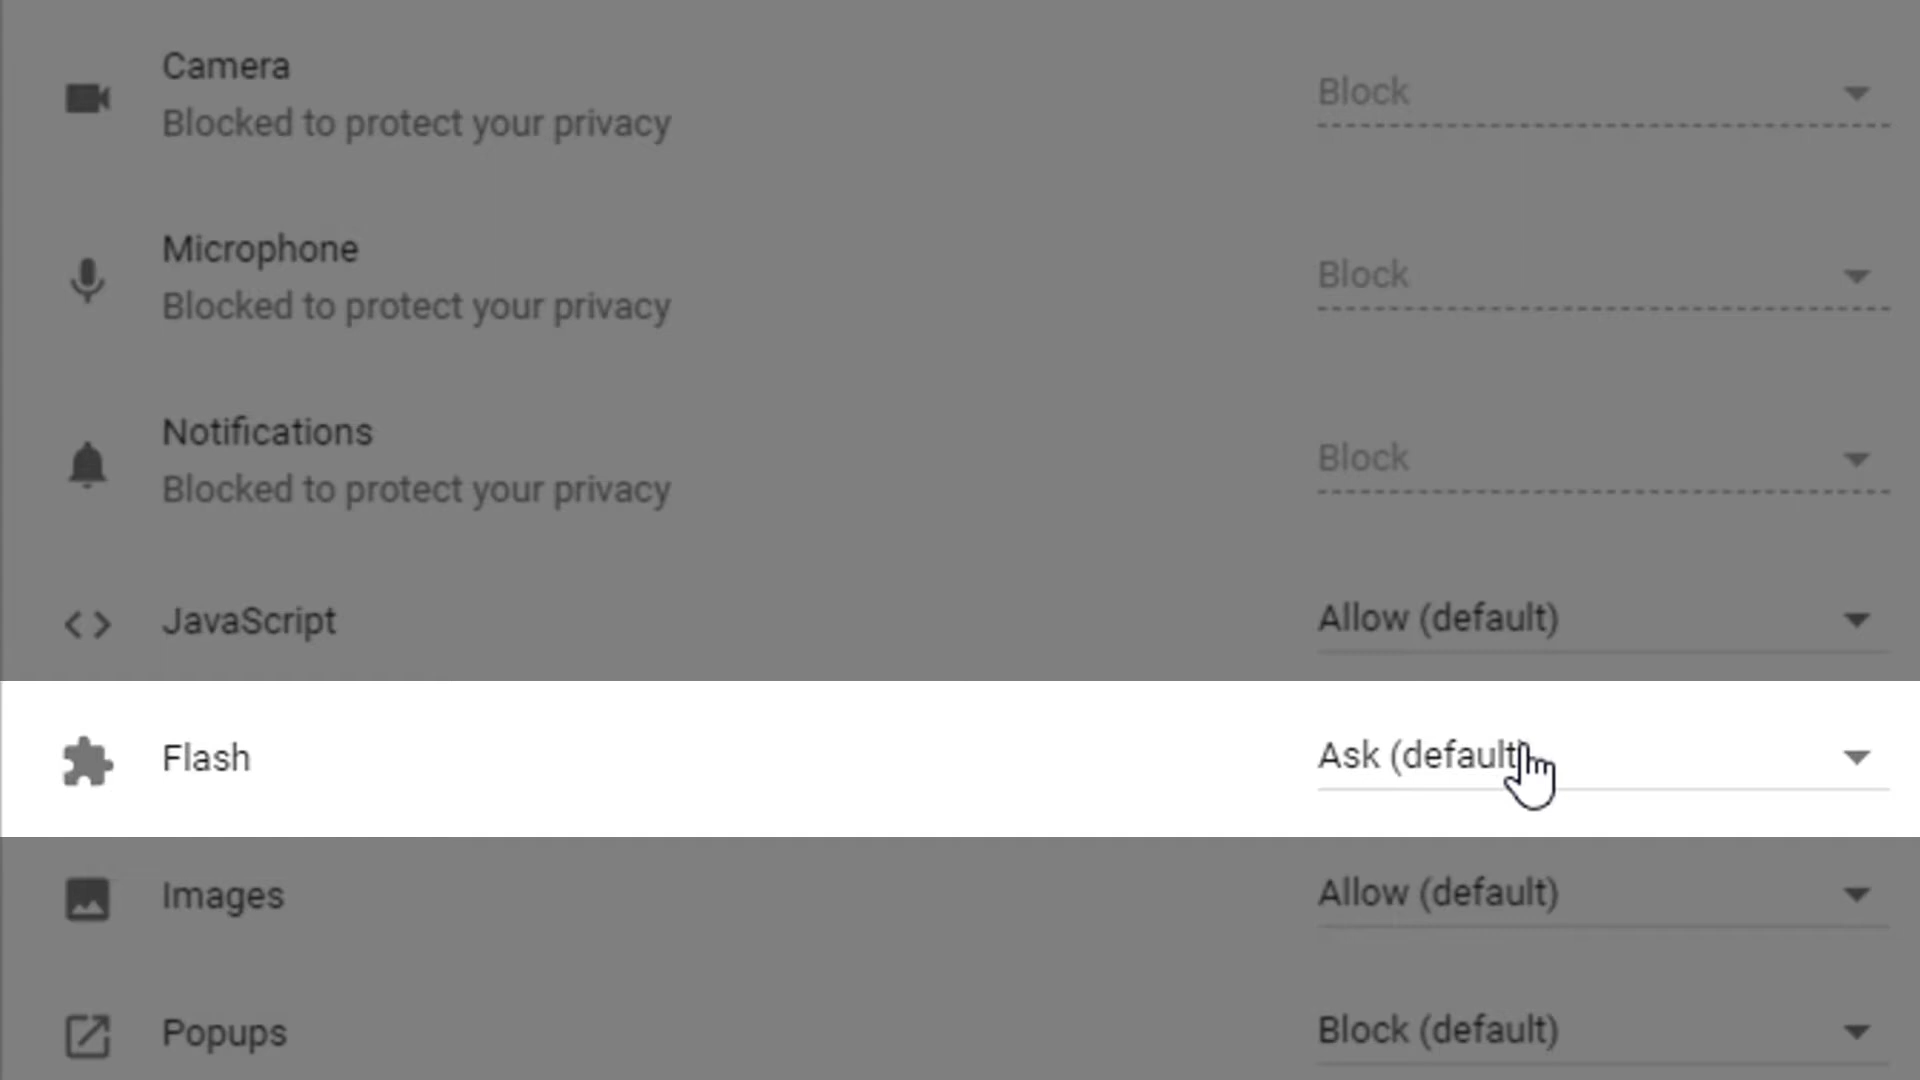 Camera
Blocked to protect your privacy
Block
Microphone
Blocked to protect your privacy
Block
Notifications
Blocked to protect your privacy
Block
JavaScript
Allow (default)
Flash
Ask (default)
Images
Allow (default)
Popups
Block (default)